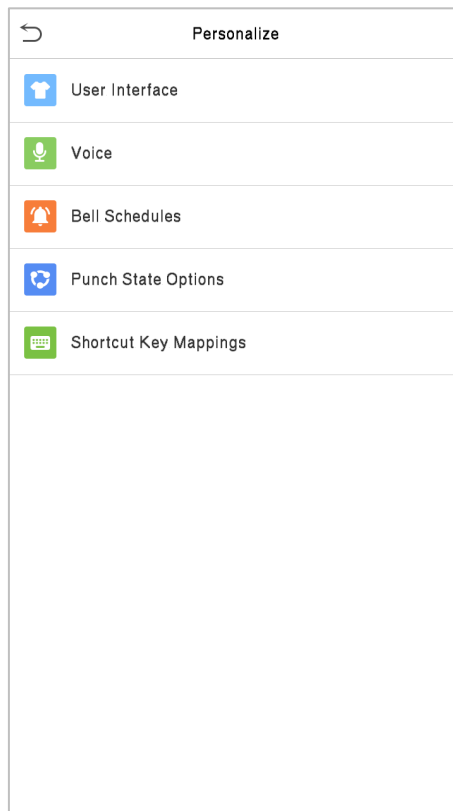 Personalize
User Interface
Voice
Bell Schedules
Punch State Options
Shortcut Key Mappings